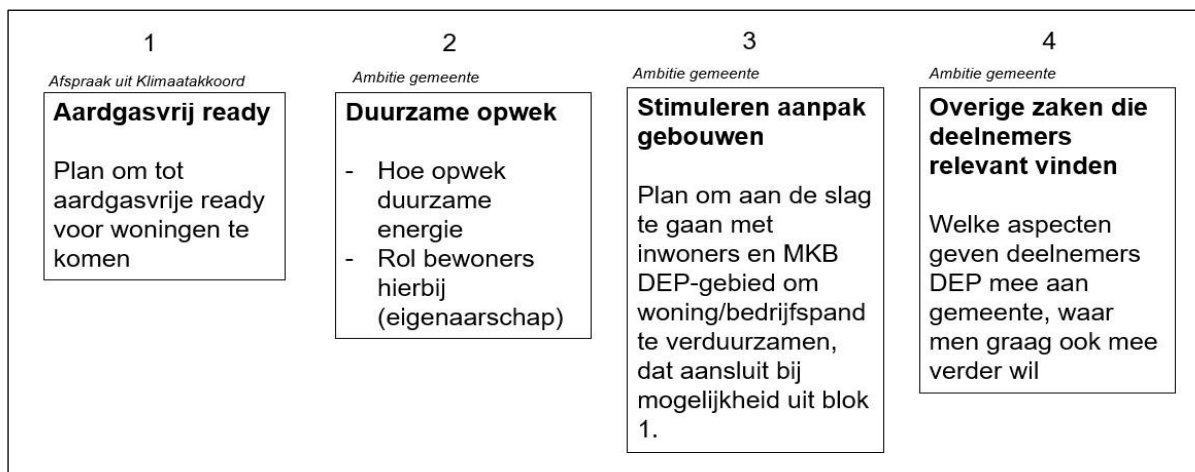 1
Afspraak uit Klimaatakkoord
Aardgasvrij ready
Plan om tot
aardgasvrije ready
voor woningen te
komen
2
Ambitie gemeente
Duurzame opwek
- Hoe opwek
duurzame
energie
- Rol bewoners
hierbij
(eigenaarschap)
3
Ambitie gemeente
Stimuleren aanpak
gebouwen
Plan om aan de slag
te gaan met
inwoners en MKB
DEP-gebied om
woning/bedrijfspand
te verduurzamen,
dat aansluit bij
mogelijkheid uit blok
1.
4
Ambitie gemeente
Overige zaken die
deelnemers
relevant vinden
Welke aspecten
geven deelnemers
DEP mee aan
gemeente, waar
men graag ook mee
verder wil